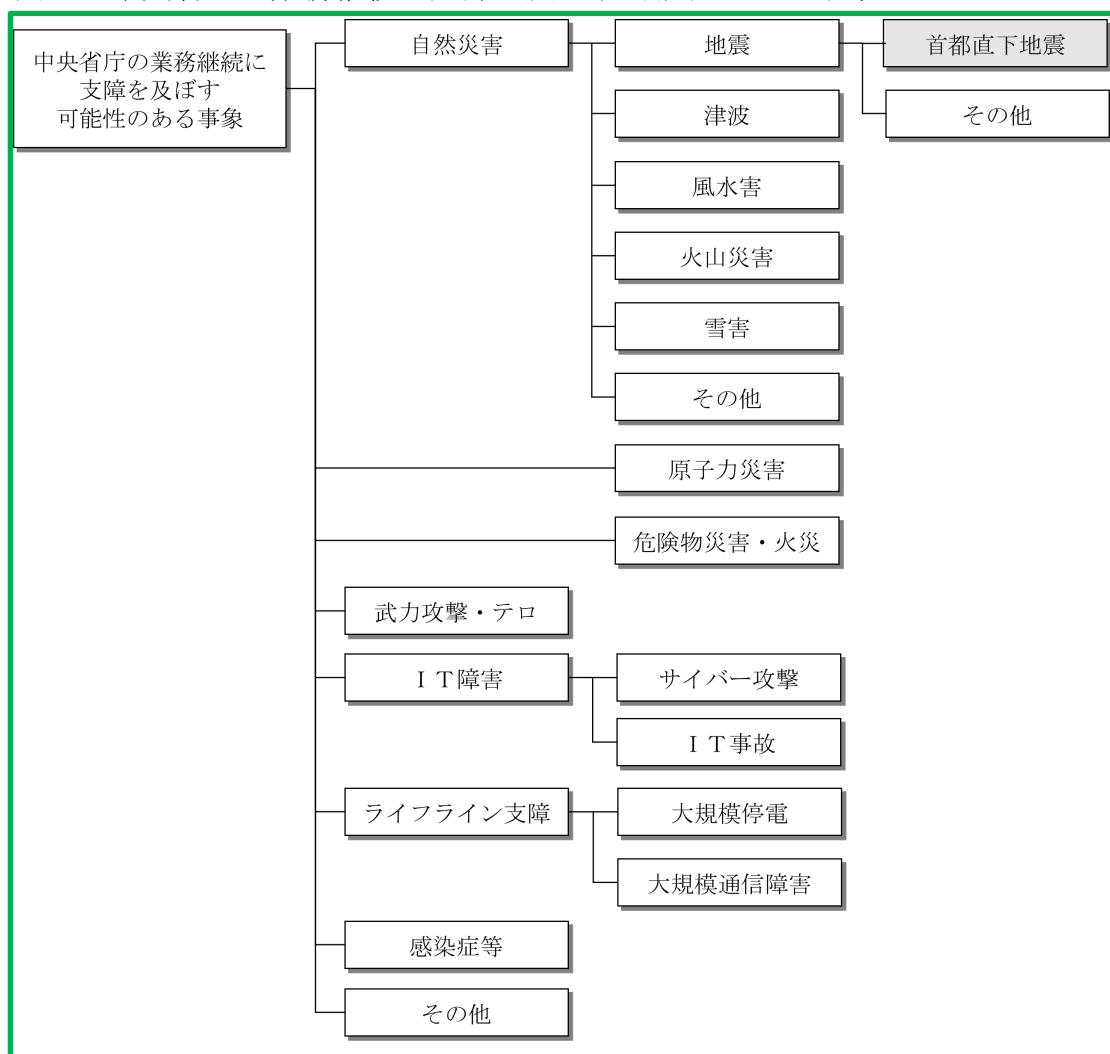 中央省庁の業務継続に
支障を及ぼす
可能性のある事象
自然災害
地震
首都直下地震
その他
津波
風水害
火山災害
雪害
その他
原子力災害
危険物災害・火災
武力攻撃・テロ
ＩＴ障害
サイバー攻撃
ＩＴ事故
ライフライン支障
大規模停電
大規模通信障害
感染症等
その他